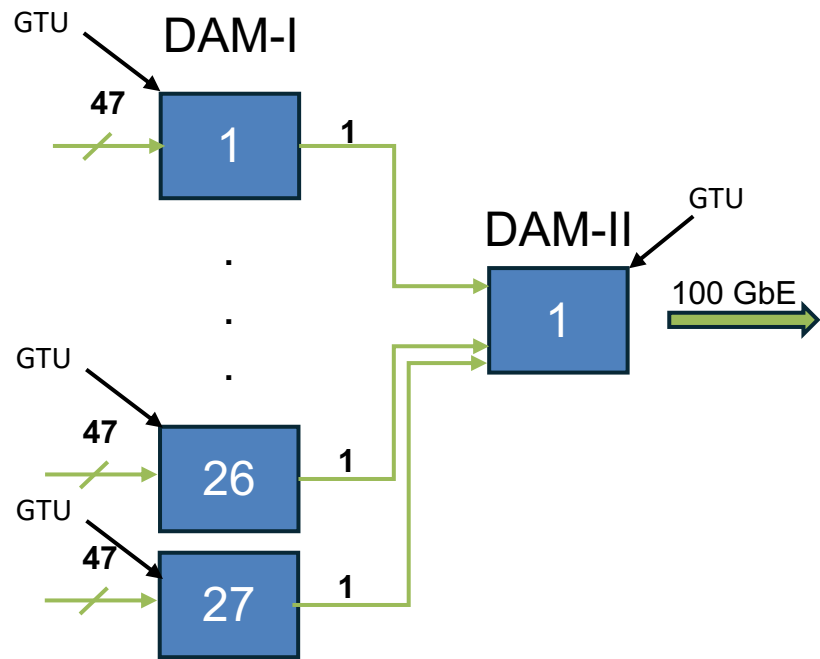 GTU
DAM-I
47
1
1
GTU
DAM-II
1
100 GbE
.
.
.
GTU
47
26
1
GTU
47
27
1